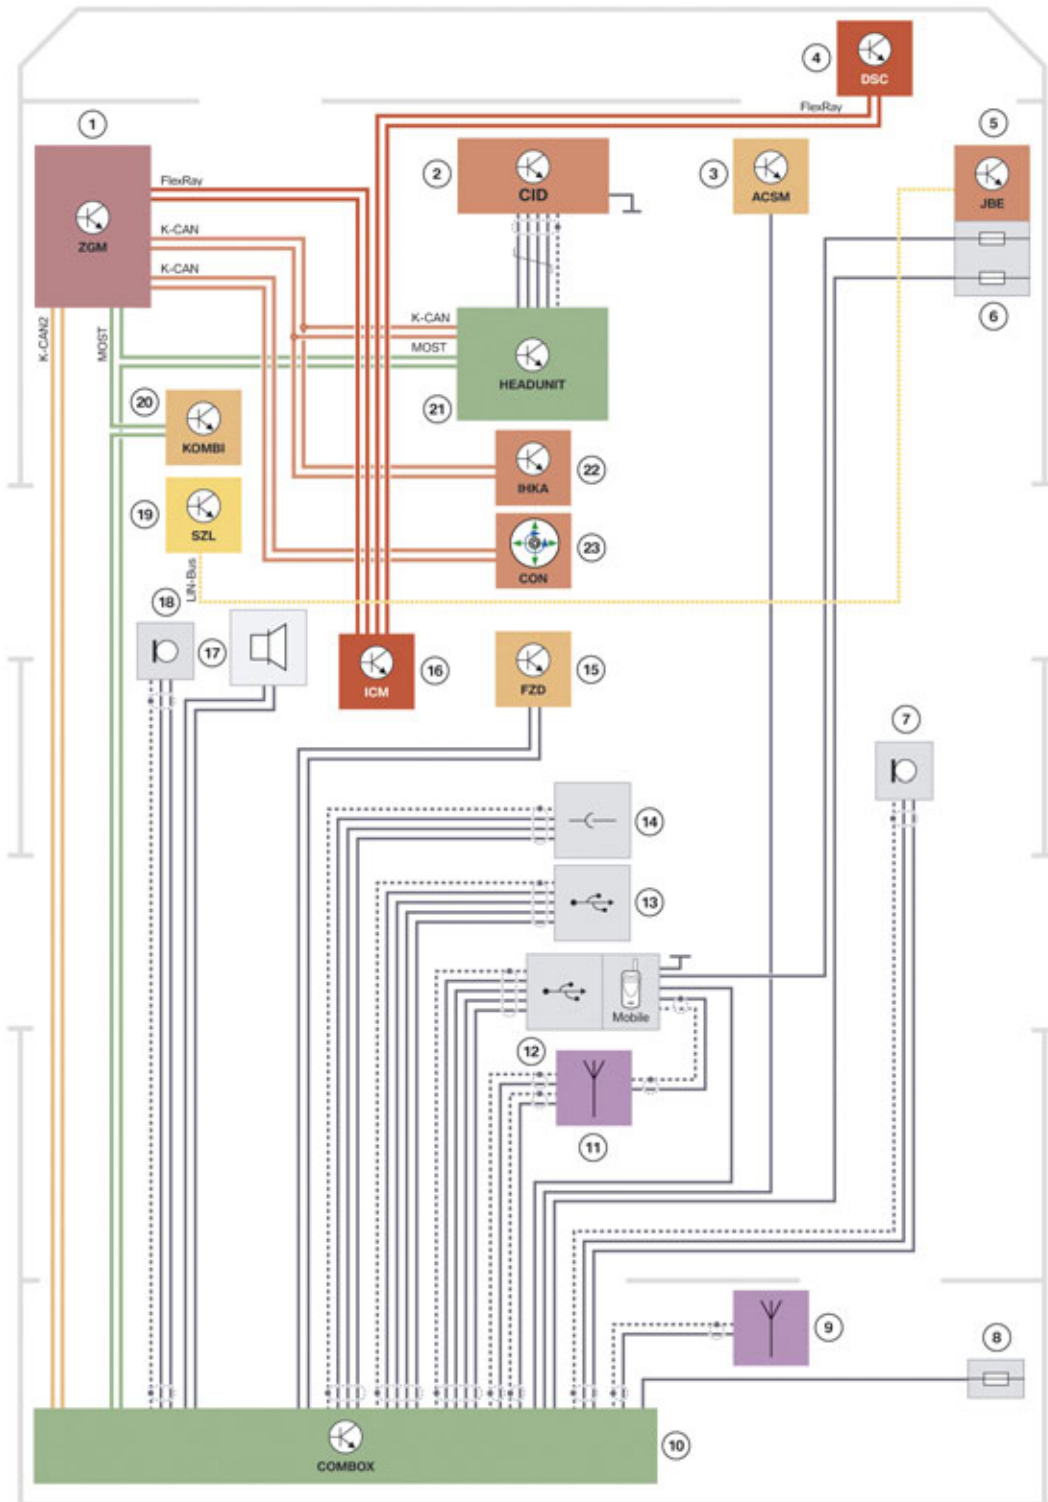 4
DSC
FlexRay
1
ZGM
FlexRay
K-CAN
K-CAN
K-CAN2
MOST
2
CID
3
ACSM
5
JBE
6
K-CAN
MOST
HEADUNIT
21
20
KOMBI
22
IHKA
19
SZL
LIN-Bus
23
CON
18
17
16
ICM
15
FZD
7
14
13
Mobile
12
11
9
8
10
COMBOX